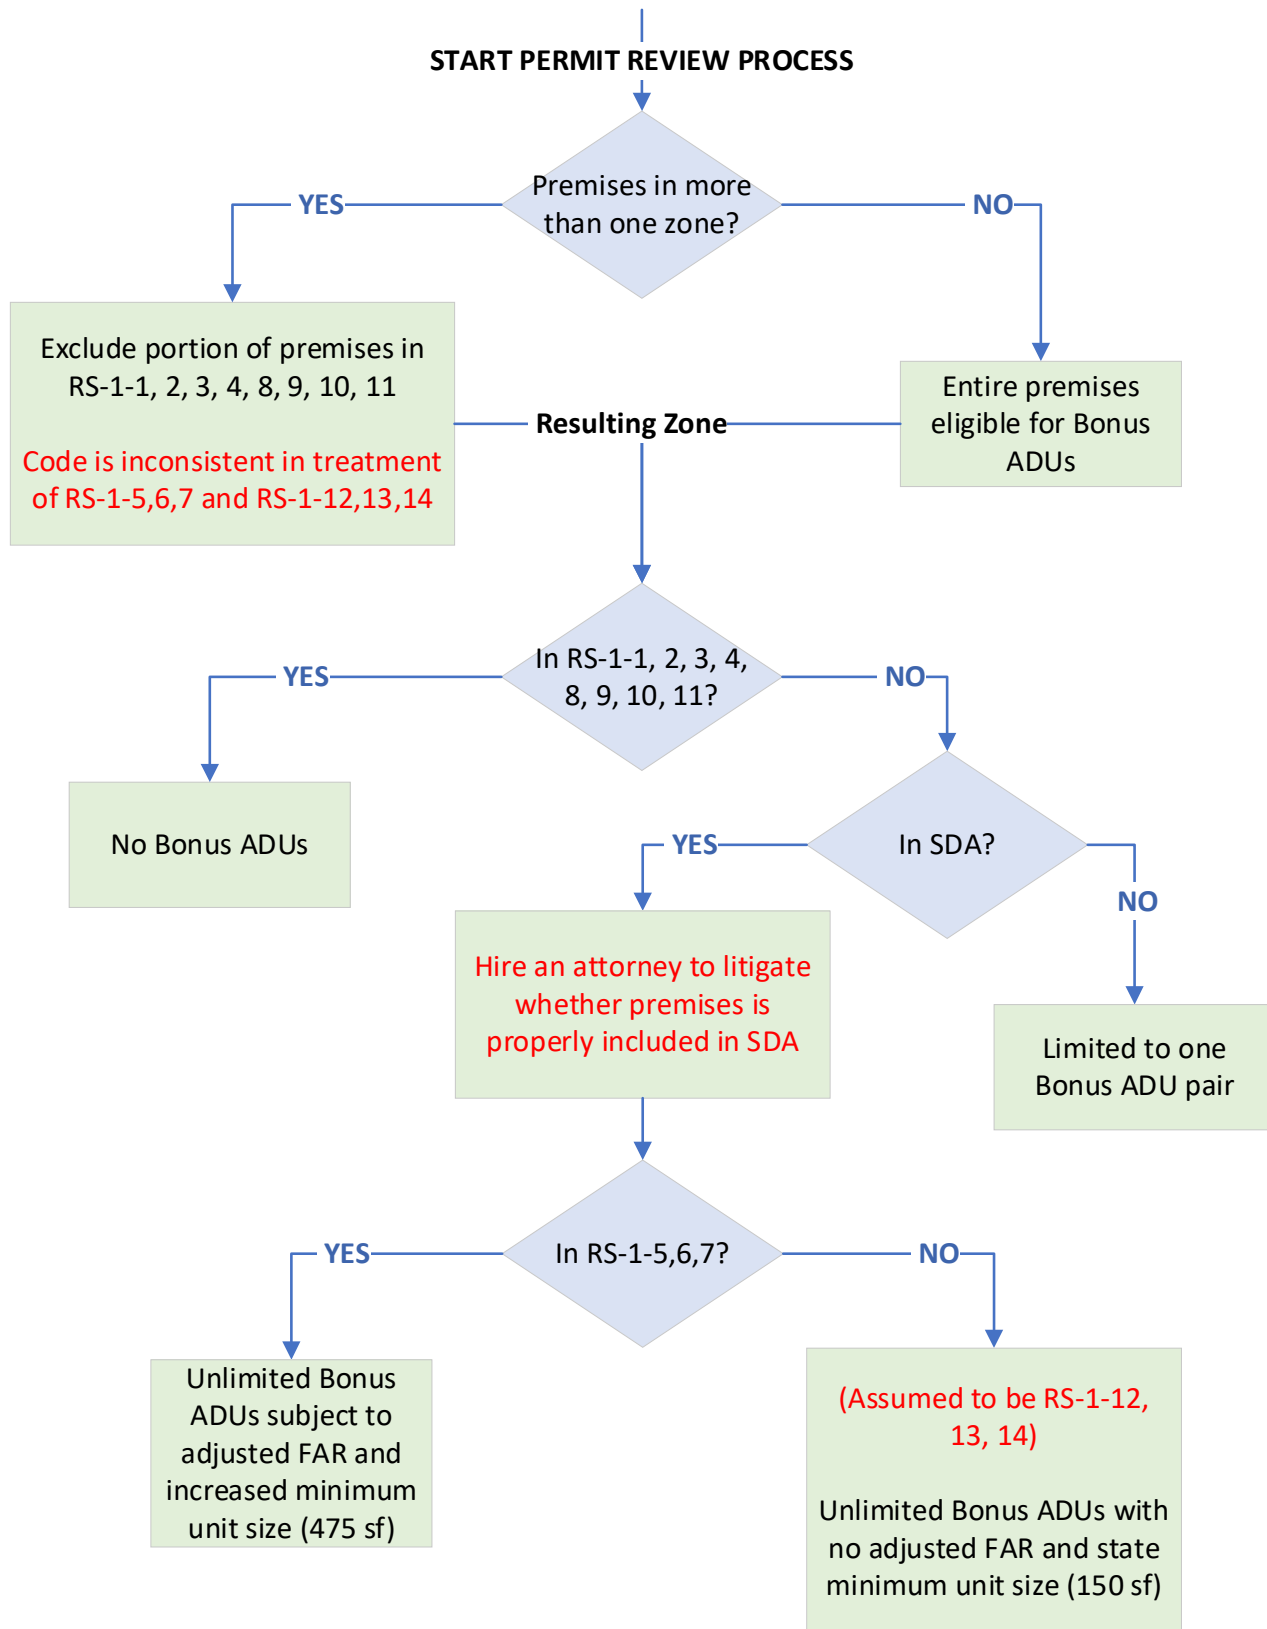 START PERMIT REVIEW PROCESS
Premises in more
than one zone?
YES
NO
Exclude portion of premises in
RS-1-1, 2, 3, 4, 8, 9, 10, 11
Code is inconsistent in treatment
of RS-1-5,6,7 and RS-1-12,13,14
Resulting Zone
Entire premises
eligible for Bonus
ADUs
In RS-1-1, 2, 3, 4,
8, 9, 10, 11?
YES
NO
No Bonus ADUs
In SDA?
YES
NO
Hire an attorney to litigate
whether premises is
properly included in SDA
Limited to one
Bonus ADU pair
In RS-1-5,6,7?
YES
NO
Unlimited Bonus
ADUs subject to
adjusted FAR and
increased minimum
unit size (475 sf)
(Assumed to be RS-1-12,
13, 14)
Unlimited Bonus ADUs with
no adjusted FAR and state
minimum unit size (150 sf)